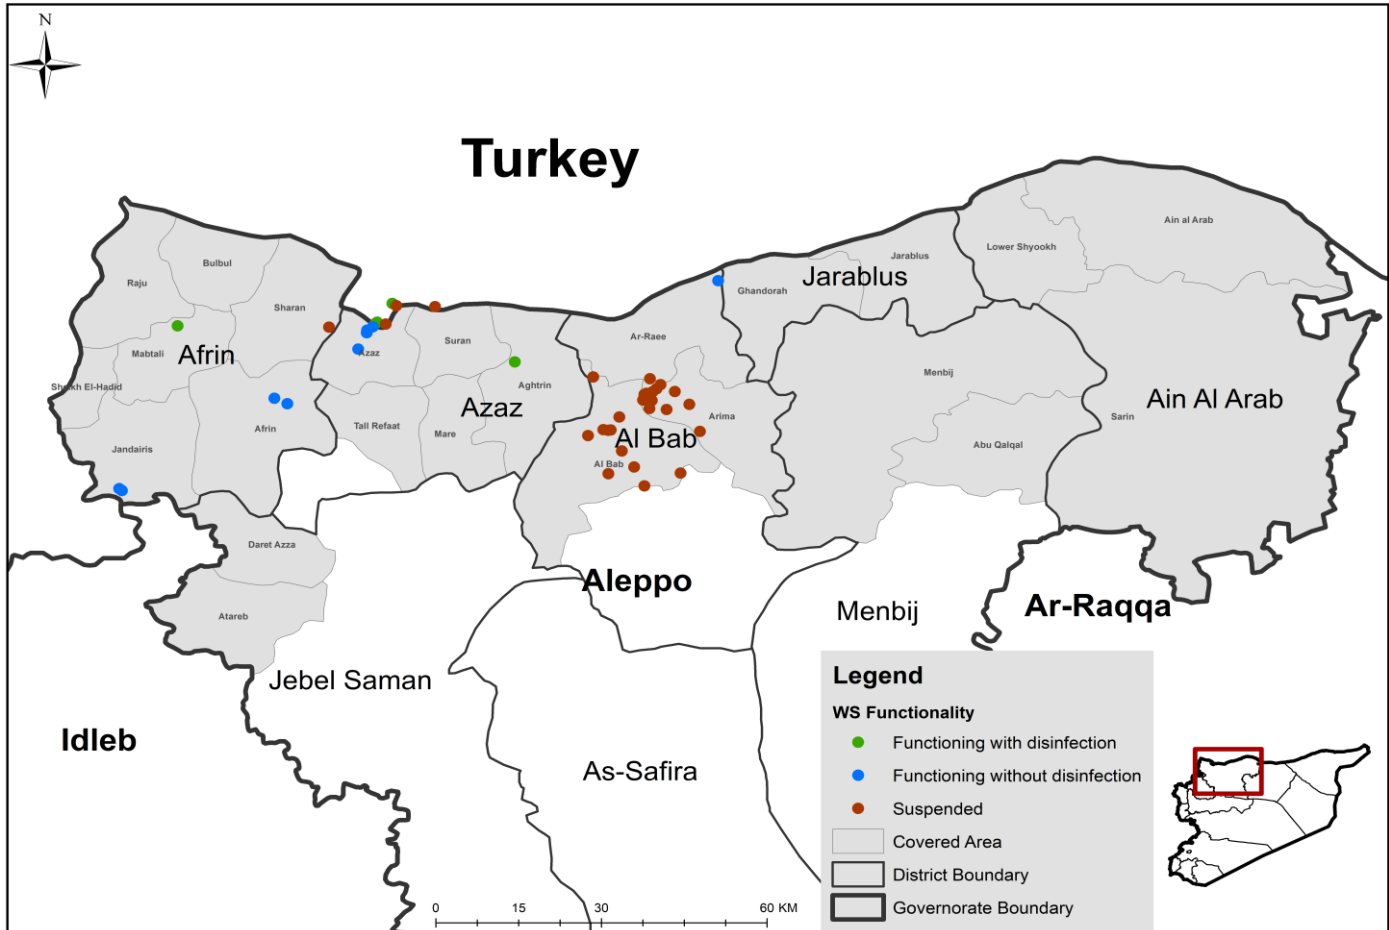 N
Turkey
Ain al Arab
Lower Shyookh
Jarablus
Bulbul
Raju
Jarablus
Ghandorah
Sharan
Ar-Raee
Suran
Azaz
Mabtali
Afrin
Menbij
Aghtrin
Sheikh El-Hadid
Ain Al Arab
Azaz
Arima
Sarin
Tall Refaat
Mare
Afrin
Al Bab
Abu Qalqal
Jandairis
Al Bab
Daret Azza
Aleppo
Ar-Raqqa
Menbij
Atareb
Jebel Saman
Idleb
As-Safira
Legend
WS Functionality
Functioning with disinfection
Functioning without disinfection
Suspended
Covered Area
District Boundary
Governorate Boundary
0 15 30 60 KM